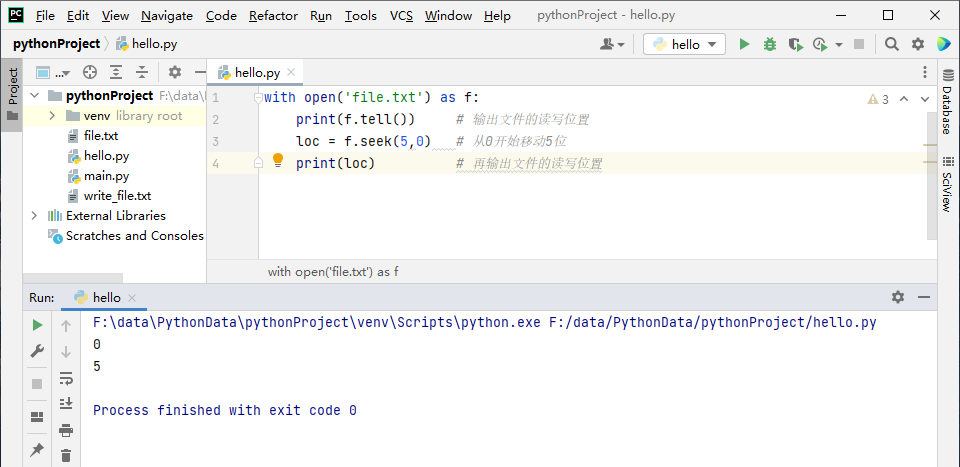 PC File Edit View Navigate Code Refactor Run Tools VCS Window Help pythonProject - hello.py
pythonProject hello.py hello
Project
... hello.py
pythonProject F:\data\
venv library root
file.txt
hello.py
main.py
write_file.txt
External Libraries
Scratches and Consoles
1 with open('file.txt') as f:
2 print(f.tell()) # 输出文件的读写位置
3 loc = f.seek(5,0) # 从0开始移动5位
4 print(loc) # 再输出文件的读写位置
3
with open('file.txt') as f
Database
SciView
Run: hello
F:\data\PythonData\pythonProject\venv\Scripts\python.exe F:/data/PythonData/pythonProject/hello.py
0
5
Process finished with exit code 0